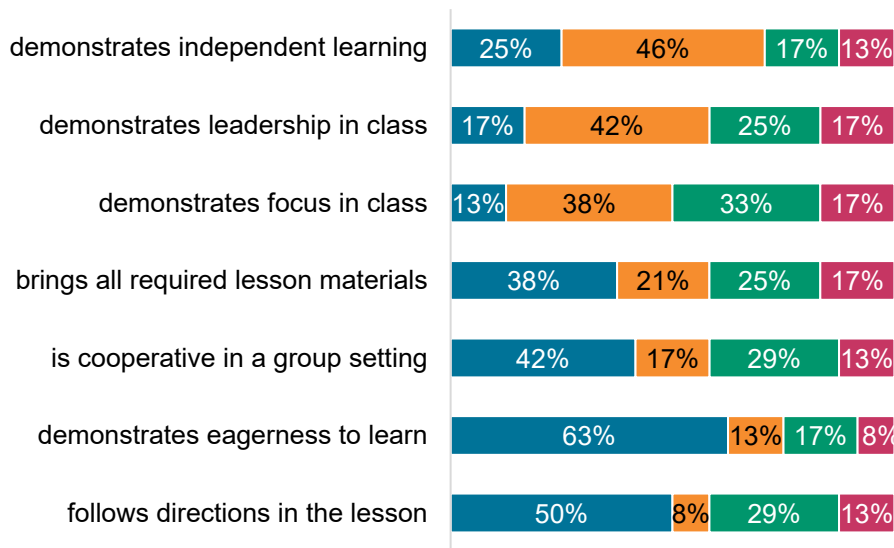 demonstrates independent learning 25% 46% 17% 13%
demonstrates leadership in class 17% 42% 25% 17%
demonstrates focus in class 13% 38% 33% 17%
brings all required lesson materials 38% 21% 25% 17%
is cooperative in a group setting 42% 17% 29% 13%
demonstrates eagerness to learn 63% 13% 17% 8%
follows directions in the lesson 50% 8% 29% 13%